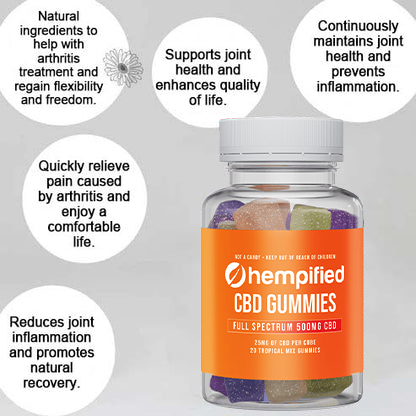 Natural
ingredients to
help with
arthritis
treatment and
regain flexibility
and freedom.
Supports joint
health and
enhances quality
of life.
Continuously
maintains joint
health and
prevents
inflammation.
Quickly relieve
pain caused
by arthritis and
enjoy a
comfortable
life.
Reduces joint
inflammation
and promotes
natural
recovery.
NOT A CANDY - KEEP OUT OF REACH OF CHILDREN
hempified
CBD GUMMIES
FULL SPECTRUM 500MG CBD
25MG OF CBD PER CUBE
20 TROPICAL MIX GUMMIES